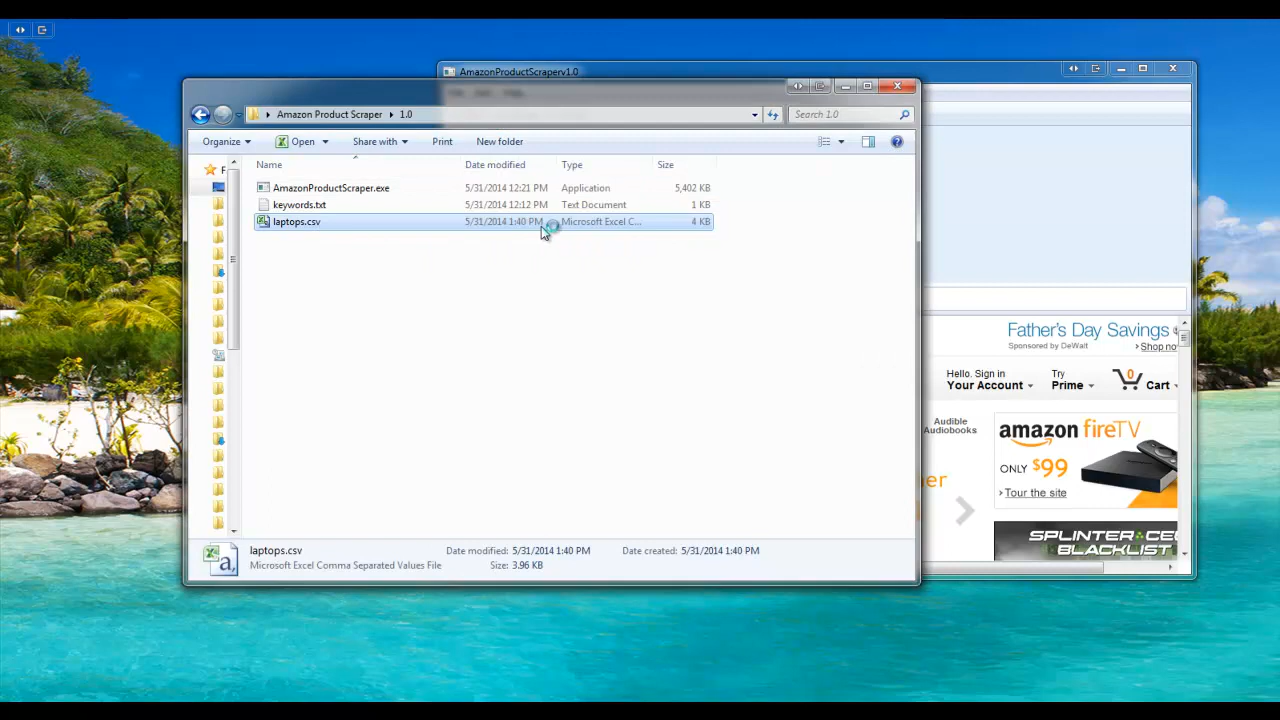 AmazonProductScraperv1.0
Amazon Product Scraper 1.0
Search 1.0
Organize Open Share with Print New folder
Name Date modified Type Size
AmazonProductScraper.exe 5/31/2014 12:21 PM Application 5,402 KB
keywords.txt 5/31/2014 12:12 PM Text Document 1 KB
laptops.csv 5/31/2014 1:40 PM Microsoft Excel C... 4 KB
F
Father's Day Savings
Sponsored by DeWalt
Shop no
Hello. Sign in
Your Account
Try
Prime
0
Cart
Audible
Audiobooks
er
amazon fireTV
ONLY $99
Tour the site
SPLINTER CE
BLACKLIST
laptops.csv
Microsoft Excel Comma Separated Values File
Date modified: 5/31/2014 1:40 PM
Size: 3.96 KB
Date created: 5/31/2014 1:40 PM